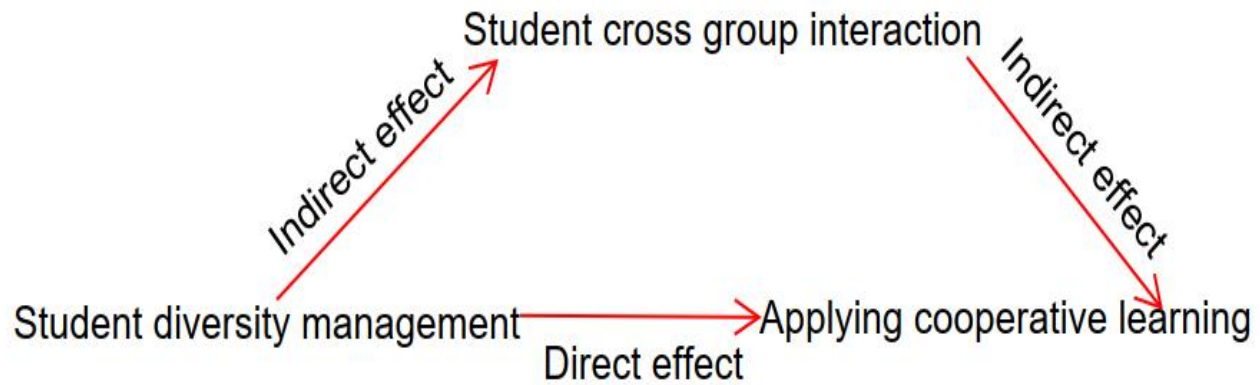 Student cross group interaction
Indirect effect
Indirect effect
Student diversity management
Applying cooperative learning
Direct effect